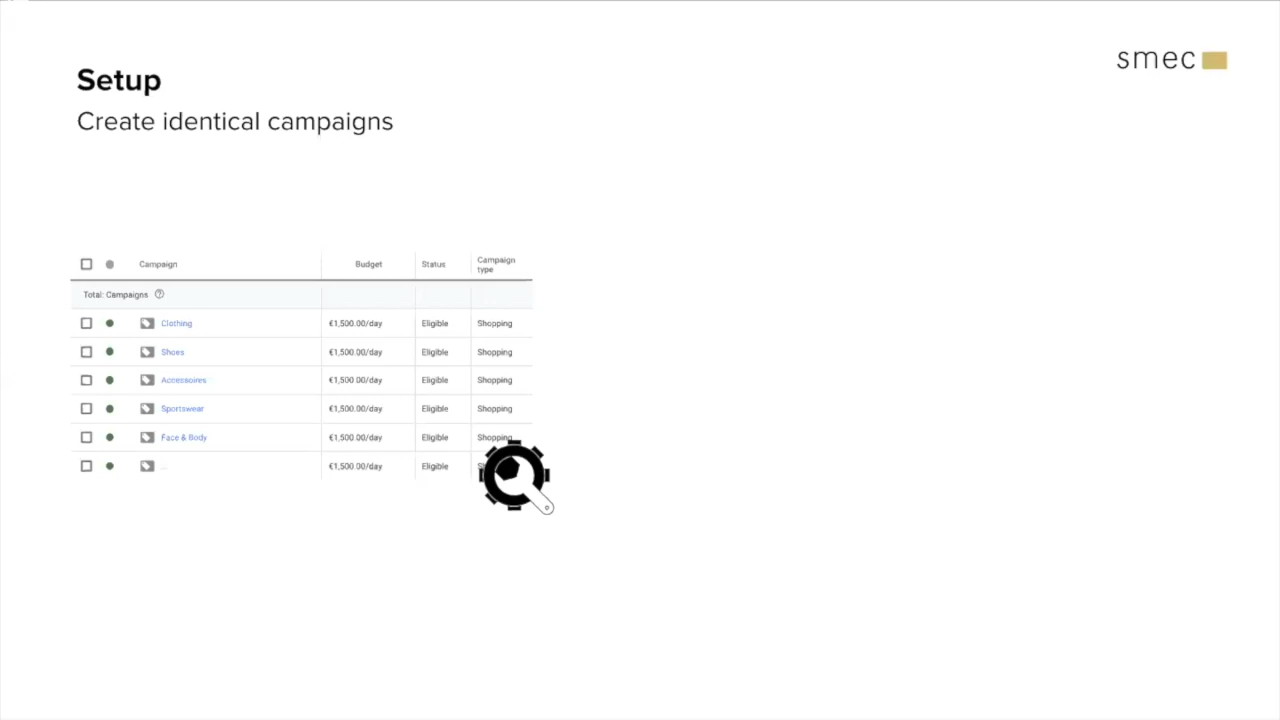 smec
Setup
Create identical campaigns
Campaign Budget Status Campaign type
Total: Campaigns
Clothing €1,500.00/day Eligible Shopping
Shoes €1,500.00/day Eligible Shopping
Accessoires €1,500.00/day Eligible Shopping
Sportswear €1,500.00/day Eligible Shopping
Face & Body €1,500.00/day Eligible Shopping
... €1,500.00/day Eligible